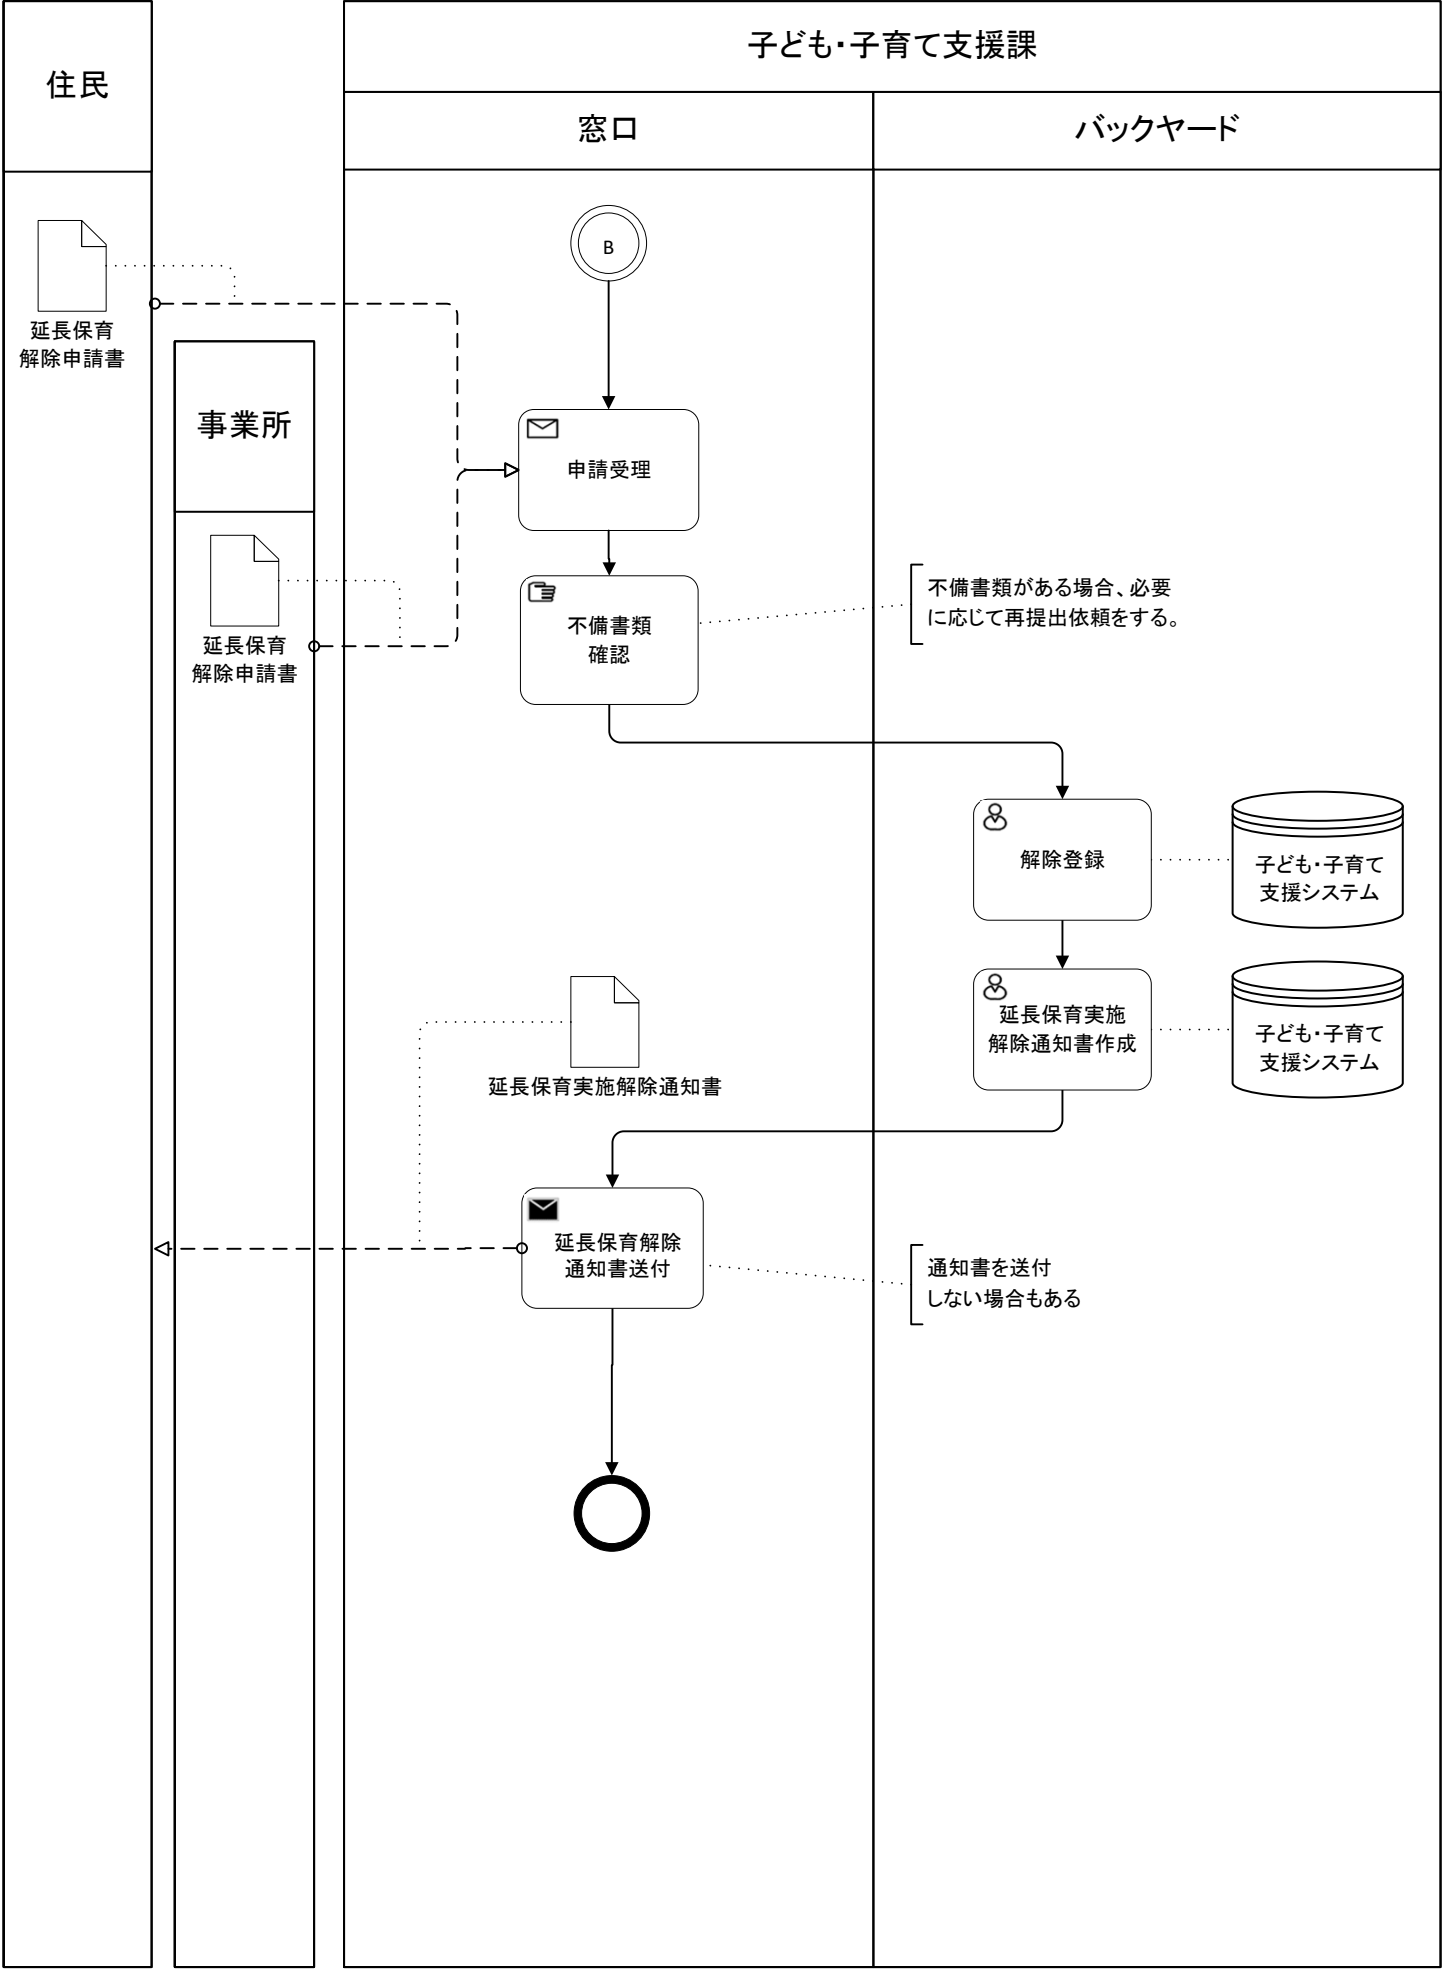 住民
子ども・子育て支援課
窓口
バックヤード
B
延長保育
解除申請書
事業所
申請受理
延長保育
解除申請書
不備書類
確認
不備書類がある場合、必要
に応じて再提出依頼をする。
解除登録
子ども・子育て
支援システム
延長保育実施
解除通知書作成
子ども・子育て
支援システム
延長保育実施解除通知書
延長保育解除
通知書送付
通知書を送付
しない場合もある